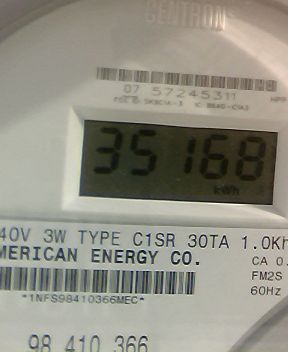 CENTRON
07 57245311
35168
kWh
40V 3W TYPE C1SR 30TA 1.0Kh
MERICAN ENERGY CO.
CA 0.
FM2S
60Hz
*1NFS98410366MEC*
98 410 366